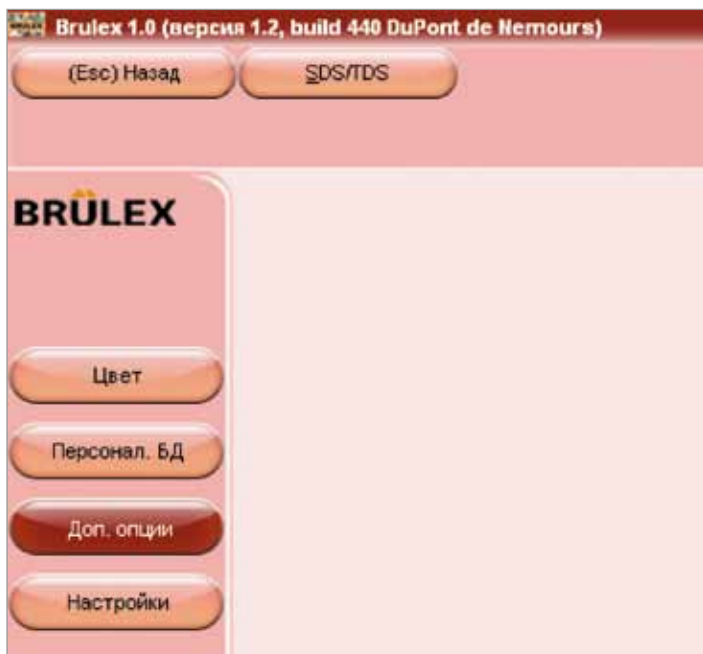 Brulex 1.0 (версия 1.2, build 440 DuPont de Nemours)
(Esc) Назад SDS/TDS
BRÜLEX
Цвет
Персонал. БД
Доп. опции
Настройки